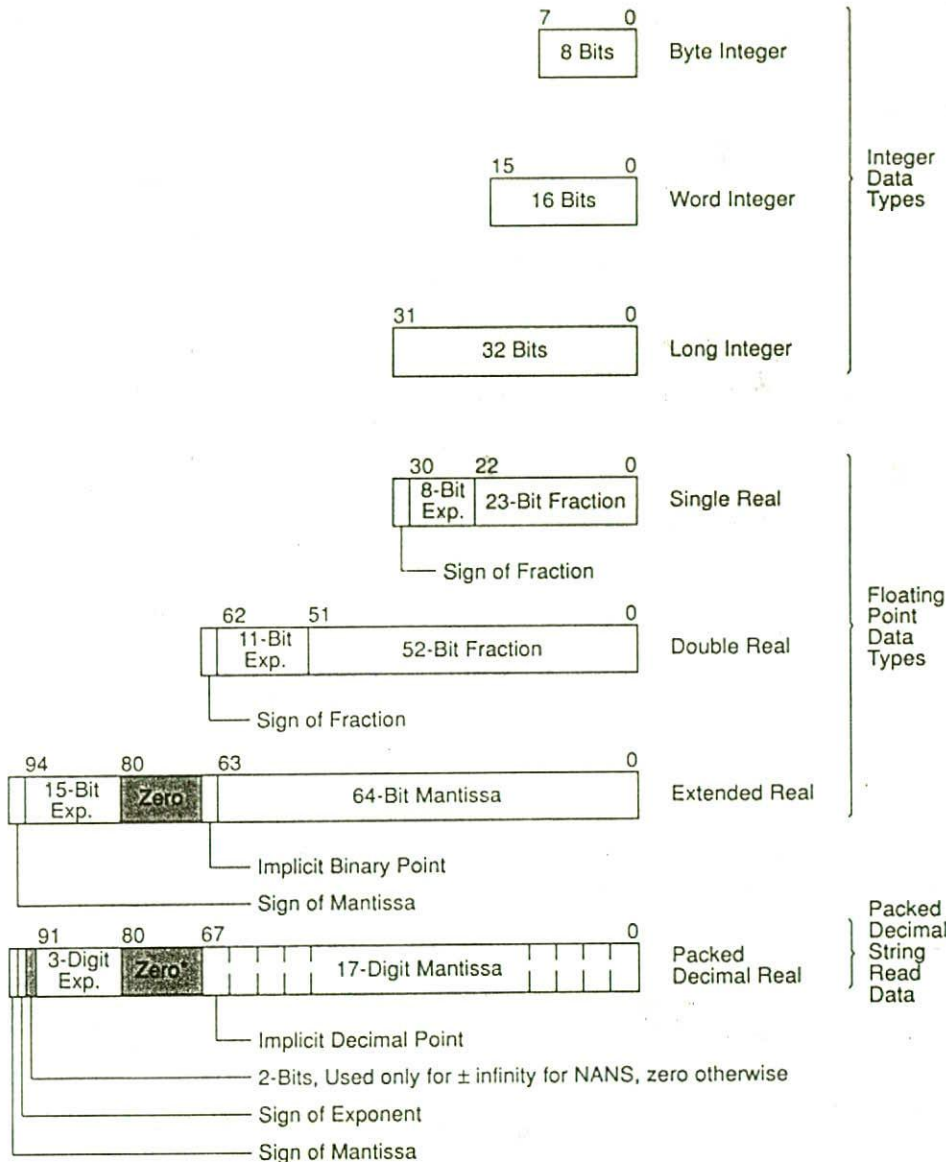 7 0
8 Bits Byte Integer
15 0
16 Bits Word Integer
Integer
Data
Types
31 0
32 Bits Long Integer
30 22 0
8-Bit
Exp.
23-Bit Fraction Single Real
Sign of Fraction
Floating
Point
Data
Types
62 51 0
11-Bit
Exp.
52-Bit Fraction Double Real
Sign of Fraction
94 80 63 0
15-Bit
Exp.
Zero 64-Bit Mantissa Extended Real
Implicit Binary Point
Sign of Mantissa
91 80 67 0
3-Digit
Exp.
Zero* 17-Digit Mantissa
Packed
Decimal Real
Packed
Decimal
String
Read
Data
Implicit Decimal Point
2-Bits, Used only for ± infinity for NANS, zero otherwise
Sign of Exponent
Sign of Mantissa